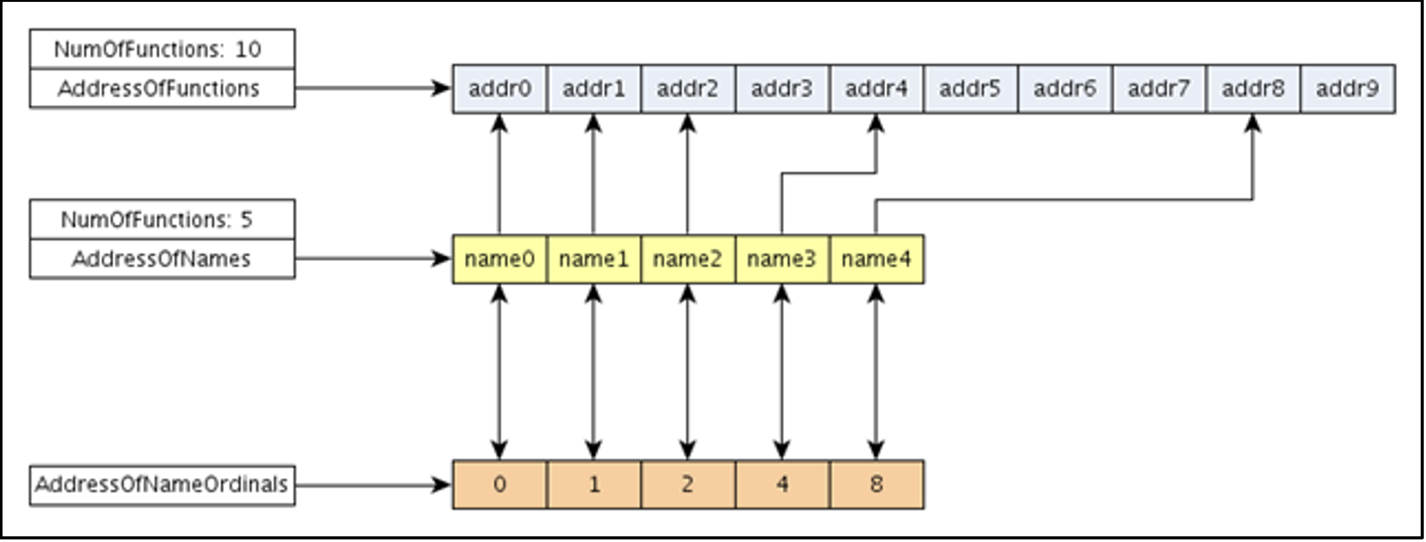 NumOfFunctions: 10
AddressOfFunctions
addr0 addr1 addr2 addr3 addr4 addr5 addr6 addr7 addr8 addr9
NumOfFunctions: 5
AddressOfNames
name0 name1 name2 name3 name4
AddressOfNameOrdinals
0 1 2 4 8